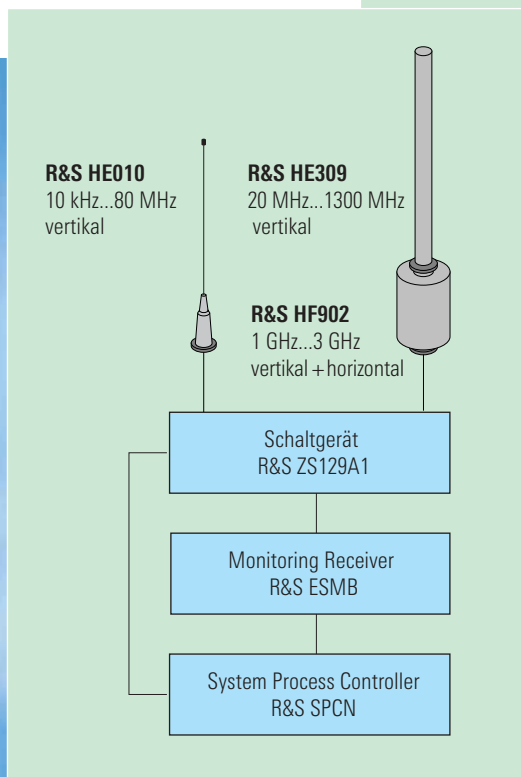 R&S HE010
10 kHz...80 MHz
vertikal
R&S HE309
20 MHz...1300 MHz
vertikal
R&S HF902
1 GHz...3 GHz
vertikal + horizontal
Schaltgerät
R&S ZS129A1
Monitoring Receiver
R&S ESMB
System Process Controller
R&S SPCN